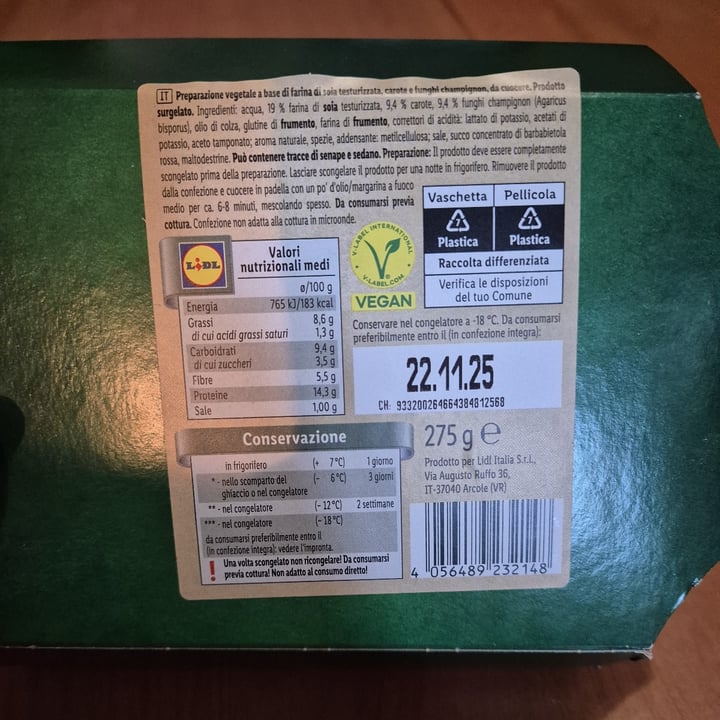 IT Preparazione vegetale a base di farina di soia testurizzata, carote e funghi champignon, da cuocere. Prodotto
surgelato. Ingredienti: acqua, 19 % farina di soia testurizzata, 9,4 % carote, 9,4 % funghi champignon (Agaricus
bisporus), olio di colza, glutine di frumento, farina di frumento, correttori di acidità: lattato di potassio, acetati di
potassio, aceto tamponato; aroma naturale, spezie, addensante: metilcellulosa; sale, succo concentrato di barbabietola
rossa, maltodestrine. Può contenere tracce di senape e sedano. Preparazione: Il prodotto deve essere completamente
scongelato prima della preparazione. Lasciare scongelare il prodotto per una notte in frigorifero. Rimuovere il prodotto
dalla confezione e cuocere in padella con un po' d'olio/margarina a fuoco
medio per ca. 6-8 minuti, mescolando spesso. Da consumarsi previa
cottura. Confezione non adatta alla cottura in microonde.
Vaschetta Pellicola
7 7
Plastica Plastica
Raccolta differenziata
Verifica le disposizioni
del tuo Comune
V-LABEL INTERNATIONAL
V-LABEL.COM
VEGAN
LIDL
Valori
nutrizionali medi
ø/100 g
Energia 765 kJ/183 kcal
Grassi 8,6 g
di cui acidi grassi saturi 1,3 g
Carboidrati 9,4 g
di cui zuccheri 3,5 g
Fibre 5,5 g
Proteine 14,3 g
Sale 1,00 g
Conservare nel congelatore a -18 °C. Da consumarsi
preferibilmente entro il (in confezione integra):
22.11.25
CH: 933200264664384812568
275 g e
Prodotto per Lidl Italia S.r.l.,
Via Augusto Ruffo 36,
IT-37040 Arcole (VR)
4 056489 232148
Conservazione
in frigorifero (+ 7°C) 1 giorno
* - nello scomparto del (- 6°C) 3 giorni
ghiaccio o nel congelatore
** - nel congelatore (-12°C) 2 settimane
*** - nel congelatore (-18°C)
da consumarsi preferibilmente entro il
(in confezione integra): vedere l'impronta.
! Una volta scongelato non ricongelare! Da consumarsi
previa cottura! Non adatto al consumo diretto!